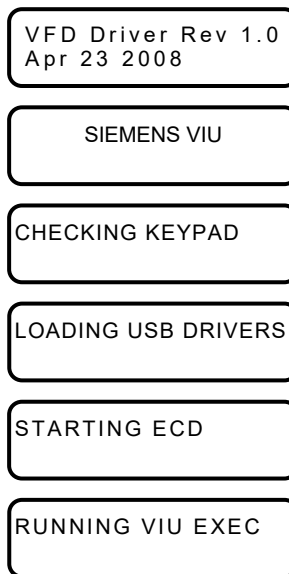 VFD Driver Rev 1.0
Apr 23 2008
SIEMENS VIU
CHECKING KEYPAD
LOADING USB DRIVERS
STARTING ECD
RUNNING VIU EXEC